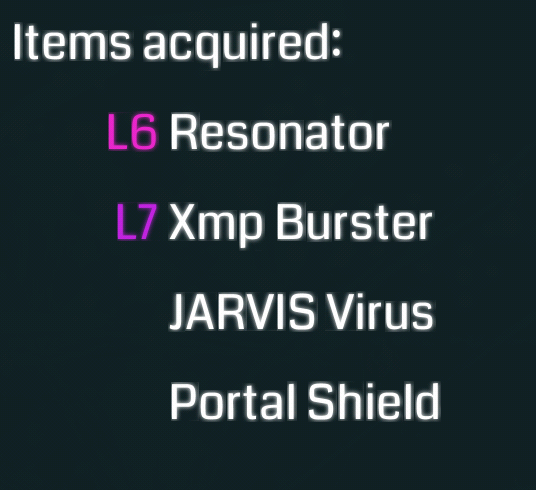 Items acquired:
L6 Resonator
L7 Xmp Burster
JARVIS Virus
Portal Shield